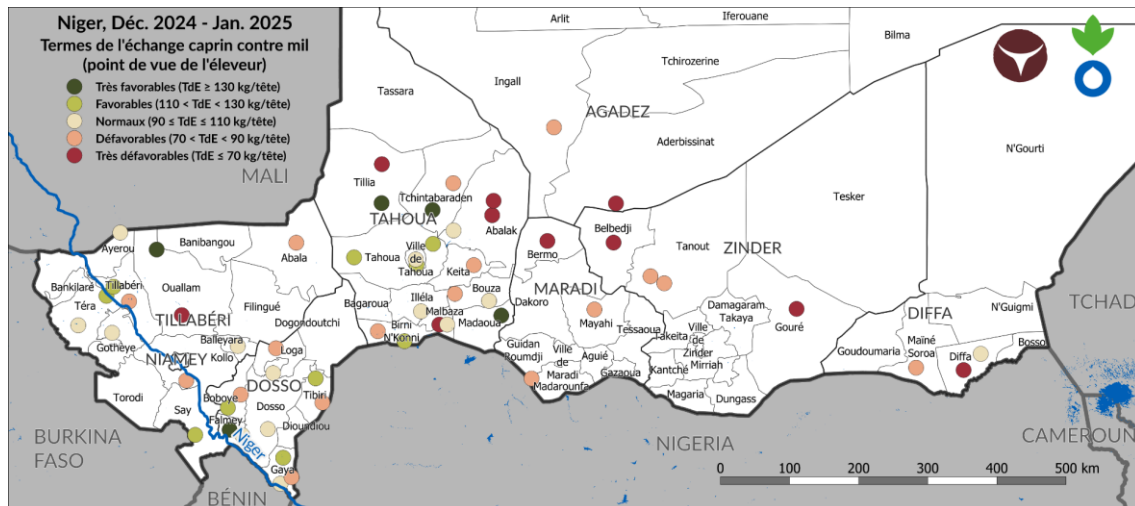 Niger, Déc. 2024 - Jan. 2025
Termes de l'échange caprin contre mil
(point de vue de l'éleveur)
Très favorables (TdE ≥ 130 kg/tête)
Favorables (110 < TdE < 130 kg/tête)
Normaux (90 ≤ TdE ≤ 110 kg/tête)
Défavorables (70 < TdE < 90 kg/tête)
Très défavorables (TdE ≤ 70 kg/tête)
Arlit
Iferouane
Bilma
Tchirozerine
Ingall
Tassara
AGADEZ
Aderbissinat
N'Gourti
MALI
Tillia
Tchintabaraden
Tesker
TAHOUA
Abalak
Belbedji
Ayerou
Banibangou
Abala
Tahoua
Ville
de
Tahoua
Keita
Bermo
Tanout
ZINDER
Bankilaré
Tillabéri
Ouallam
Filingué
Bagaroua
Illéla
Bouza
Dakoro
MARADI
Téra
TILLABÉRI
Dogondoutchi
Birni
N'Konni
Malbaza
Madaoua
Mayahi
Tessaoua
Damagaram
Takaya
Gouré
DIFFA
N'Guigmi
TCHAD
Gothèye
Balleyara
Kollo
NIAMEY
Loga
Guidan
Roumdji
Ville
de
Maradi
Madarounfa
Aguié
Gazaoua
Takeita
Ville
de
Zinder
Mirriah
Kantché
Magaria
Dungass
Goudoumaria
Maïné
Soroa
Diffa
Bosso
Torodi
Say
DOSSO
Boboye
Falmey
Dosso
Tibiri
Dioundiou
Gaya
Niger
BURKINA
FASO
BÉNIN
NIGERIA
CAMEROUN
0 100 200 300 400 500 km